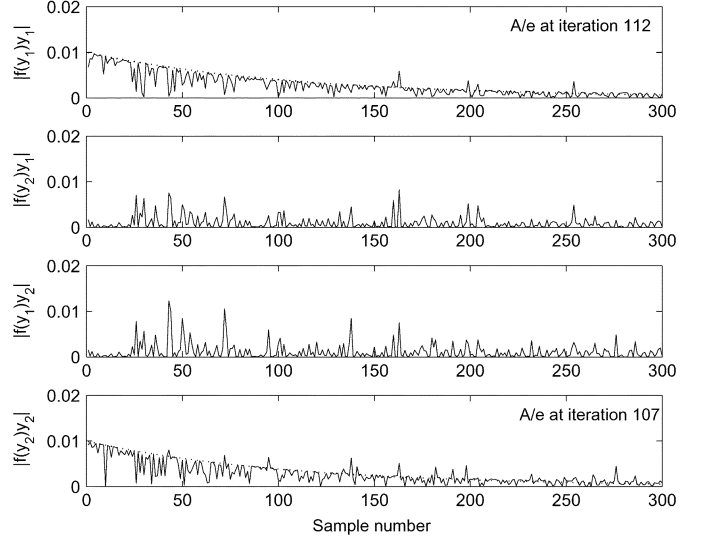 0.02
|f(y1)y1|
0.01
0
A/e at iteration 112
0 50 100 150 200 250 300
0.02
|f(y2)y1|
0.01
0
0 50 100 150 200 250 300
0.02
|f(y1)y2|
0.01
0
0 50 100 150 200 250 300
0.02
|f(y2)y2|
0.01
0
A/e at iteration 107
0 50 100 150 200 250 300
Sample number